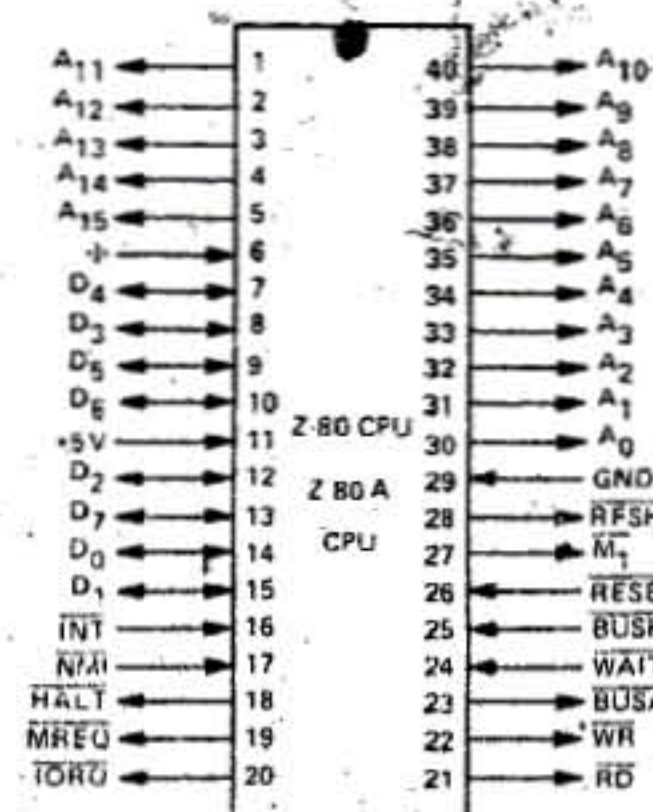 A11 1 40 A10
A12 2 39 A9
A13 3 38 A8
A14 4 37 A7
A15 5 36 A6
6 35 A5
D4 7 34 A4
D3 8 33 A3
D5 9 32 A2
D6 10 31 A1
+5V 11 30 A0
D2 12 29 GND
D7 13 28 RFSH
D0 14 27 M1
D1 15 26 RESE
INT 16 25 BUSR
NMI 17 24 WAIT
HALT 18 23 BUSA
MREQ 19 22 WR
IORQ 20 21 RD
Z-80 CPU
Z 80 A
CPU